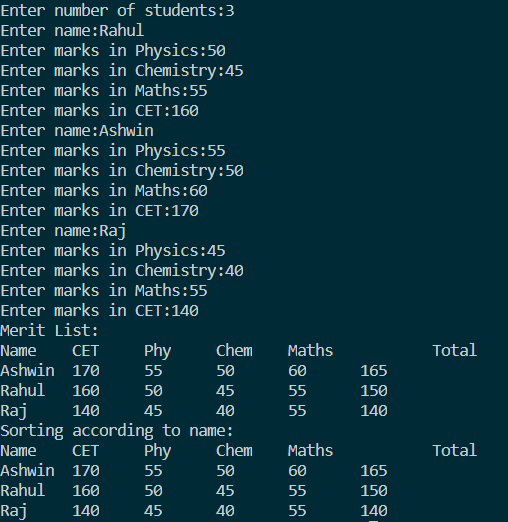 Enter number of students:3
Enter name:Rahul
Enter marks in Physics:50
Enter marks in Chemistry:45
Enter marks in Maths:55
Enter marks in CET:160
Enter name:Ashwin
Enter marks in Physics:55
Enter marks in Chemistry:50
Enter marks in Maths:60
Enter marks in CET:170
Enter name:Raj
Enter marks in Physics:45
Enter marks in Chemistry:40
Enter marks in Maths:55
Enter marks in CET:140
Merit List:
Name CET Phy Chem Maths Total
Ashwin 170 55 50 60 165
Rahul 160 50 45 55 150
Raj 140 45 40 55 140
Sorting according to name:
Name CET Phy Chem Maths Total
Ashwin 170 55 50 60 165
Rahul 160 50 45 55 150
Raj 140 45 40 55 140